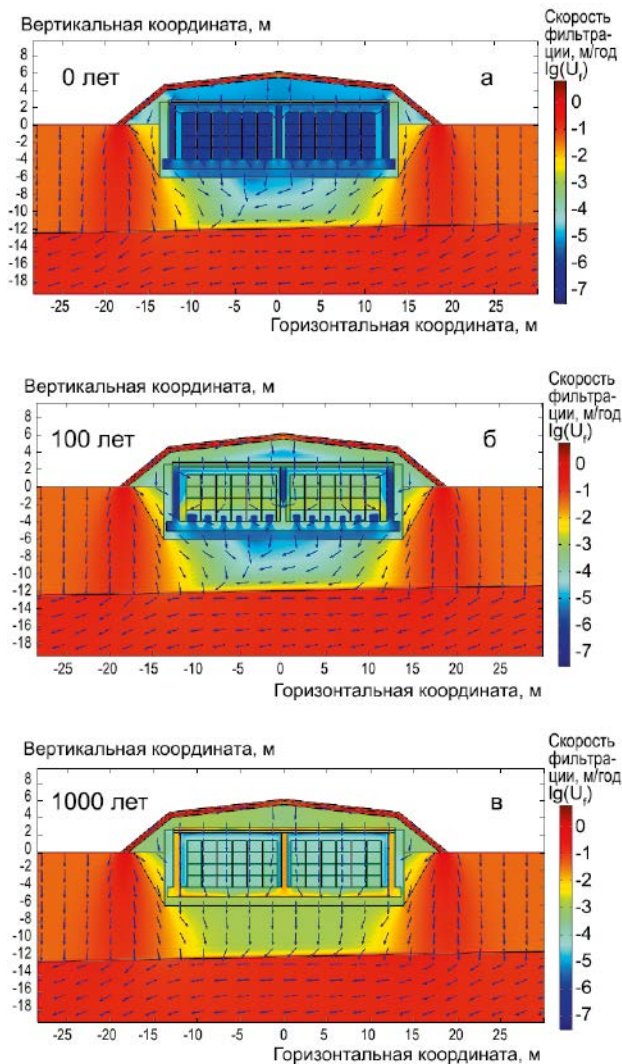 Вертикальная координата, м
Скорость
фильтра-
ции, м/год
lg(U_f)
0 лет
а
8
6
4
2
0
-2
-4
-6
-8
-10
-12
-14
-16
-18
0
-1
-2
-3
-4
-5
-6
-7
-25 -20 -15 -10 -5 0 5 10 15 20 25
Горизонтальная координата, м
Вертикальная координата, м
Скорость
фильтра-
ции, м/год
lg(U_f)
100 лет
б
8
6
4
2
0
-2
-4
-6
-8
-10
-12
-14
-16
-18
0
-1
-2
-3
-4
-5
-6
-7
-25 -20 -15 -10 -5 0 5 10 15 20 25
Горизонтальная координата, м
Вертикальная координата, м
Скорость
фильтра-
ции, м/год
lg(U_f)
1000 лет
в
8
6
4
2
0
-2
-4
-6
-8
-10
-12
-14
-16
-18
0
-1
-2
-3
-4
-5
-6
-7
-25 -20 -15 -10 -5 0 5 10 15 20 25
Горизонтальная координата, м